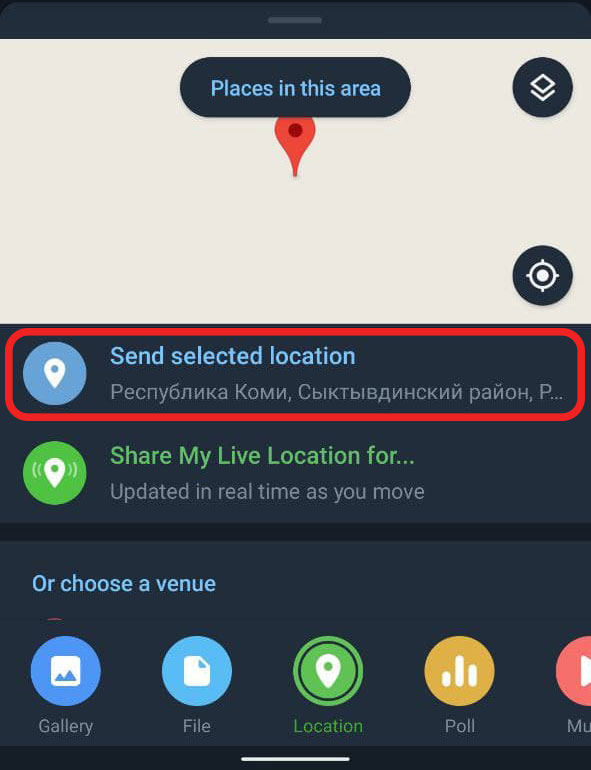 Places in this area
Send selected location
Республика Коми, Сыктывдинский район, Р...
Share My Live Location for...
Updated in real time as you move
Or choose a venue
Gallery
File
Location
Poll
Mu